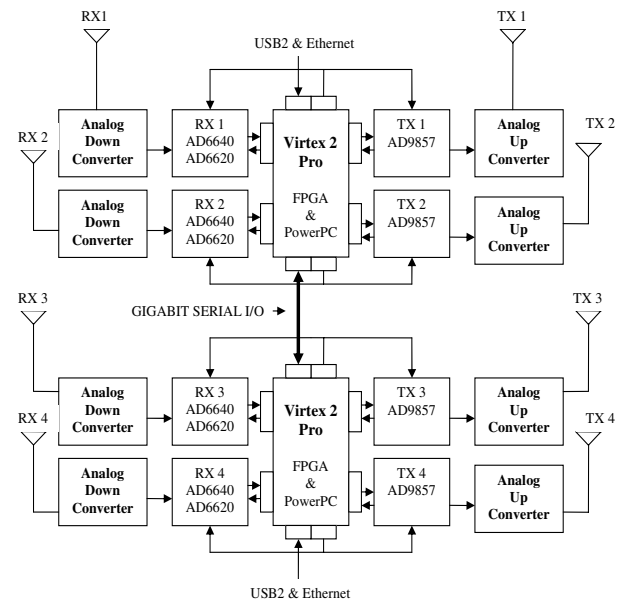 RX1
TX 1
USB2 & Ethernet
RX 2
Analog
Down
Converter
RX 1
AD6640
AD6620
Virtex 2
Pro
TX 1
AD9857
Analog
Up
Converter
TX 2
Analog
Down
Converter
RX 2
AD6640
AD6620
FPGA
&
PowerPC
TX 2
AD9857
Analog
Up
Converter
RX 3
GIGABIT SERIAL I/O
TX 3
Analog
Down
Converter
RX 3
AD6640
AD6620
Virtex 2
Pro
TX 3
AD9857
Analog
Up
Converter
RX 4
TX 4
Analog
Down
Converter
RX 4
AD6640
AD6620
FPGA
&
PowerPC
TX 4
AD9857
Analog
Up
Converter
USB2 & Ethernet